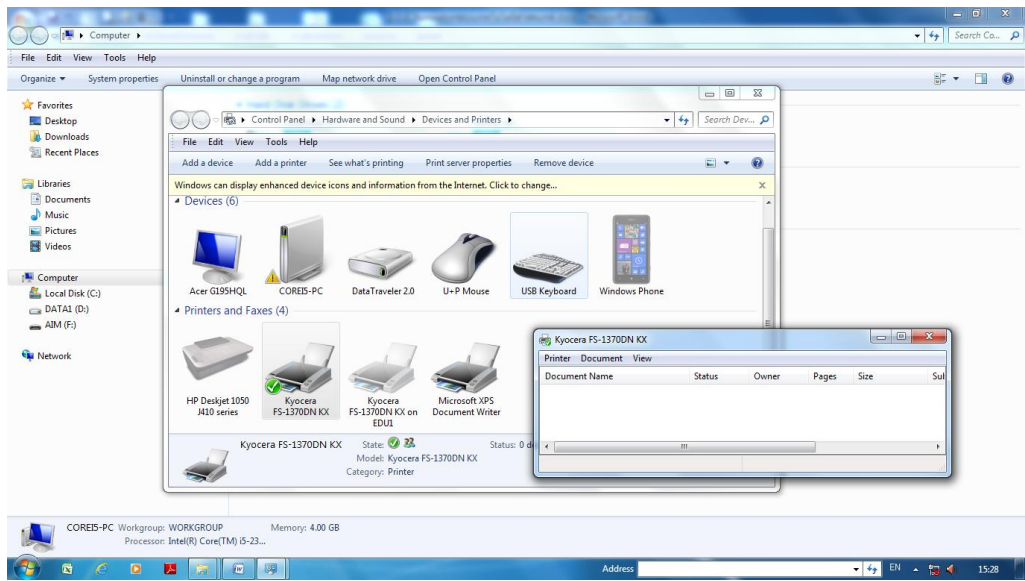 Computer
Search Co...
File Edit View Tools Help
Organize System properties Uninstall or change a program Map network drive Open Control Panel
Favorites
Desktop
Downloads
Recent Places
Libraries
Documents
Music
Pictures
Videos
Computer
Local Disk (C:)
DATA1 (D:)
AIM (F:)
Network
Control Panel Hardware and Sound Devices and Printers
Search Dev...
File Edit View Tools Help
Add a device Add a printer See what's printing Print server properties Remove device
Windows can display enhanced device icons and information from the Internet. Click to change...
Devices (6)
Acer G195HQL COREI5-PC DataTraveler 2.0 U+P Mouse USB Keyboard Windows Phone
Printers and Faxes (4)
HP Deskjet 1050
J410 series
Kyocera
FS-1370DN KX
Kyocera
FS-1370DN KX on
EDU1
Microsoft XPS
Document Writer
Kyocera FS-1370DN KX State: Status: 0 d
Model: Kyocera FS-1370DN KX
Category: Printer
Kyocera FS-1370DN KX
Printer Document View
Document Name Status Owner Pages Size Sul
COREI5-PC Workgroup: WORKGROUP Memory: 4.00 GB
Processor: Intel(R) Core(TM) i5-23...
Address EN 15:28